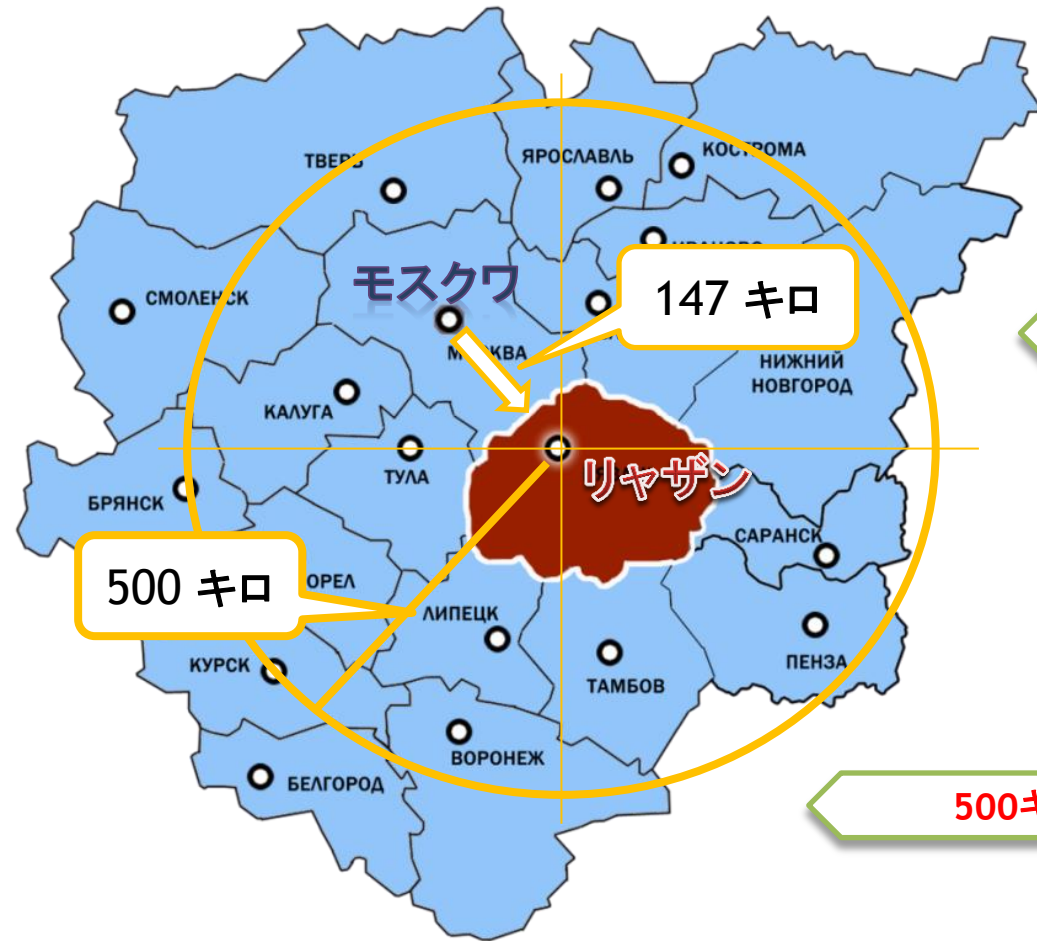 ТВЕРЬ
ЯРОСЛАВЛЬ
КОСТРОМА
СМОЛЕНСК
モスクワ
147 キロ
НИЖНИЙ
НОВГОРОД
КАЛУГА
ТУЛА
リャザン
БРЯНСК
САРАНСК
500 キロ
ОРЕЛ
ЛИПЕЦК
КУРСК
ТАМБОВ
ПЕНЗА
ВОРОНЕЖ
БЕЛГОРОД